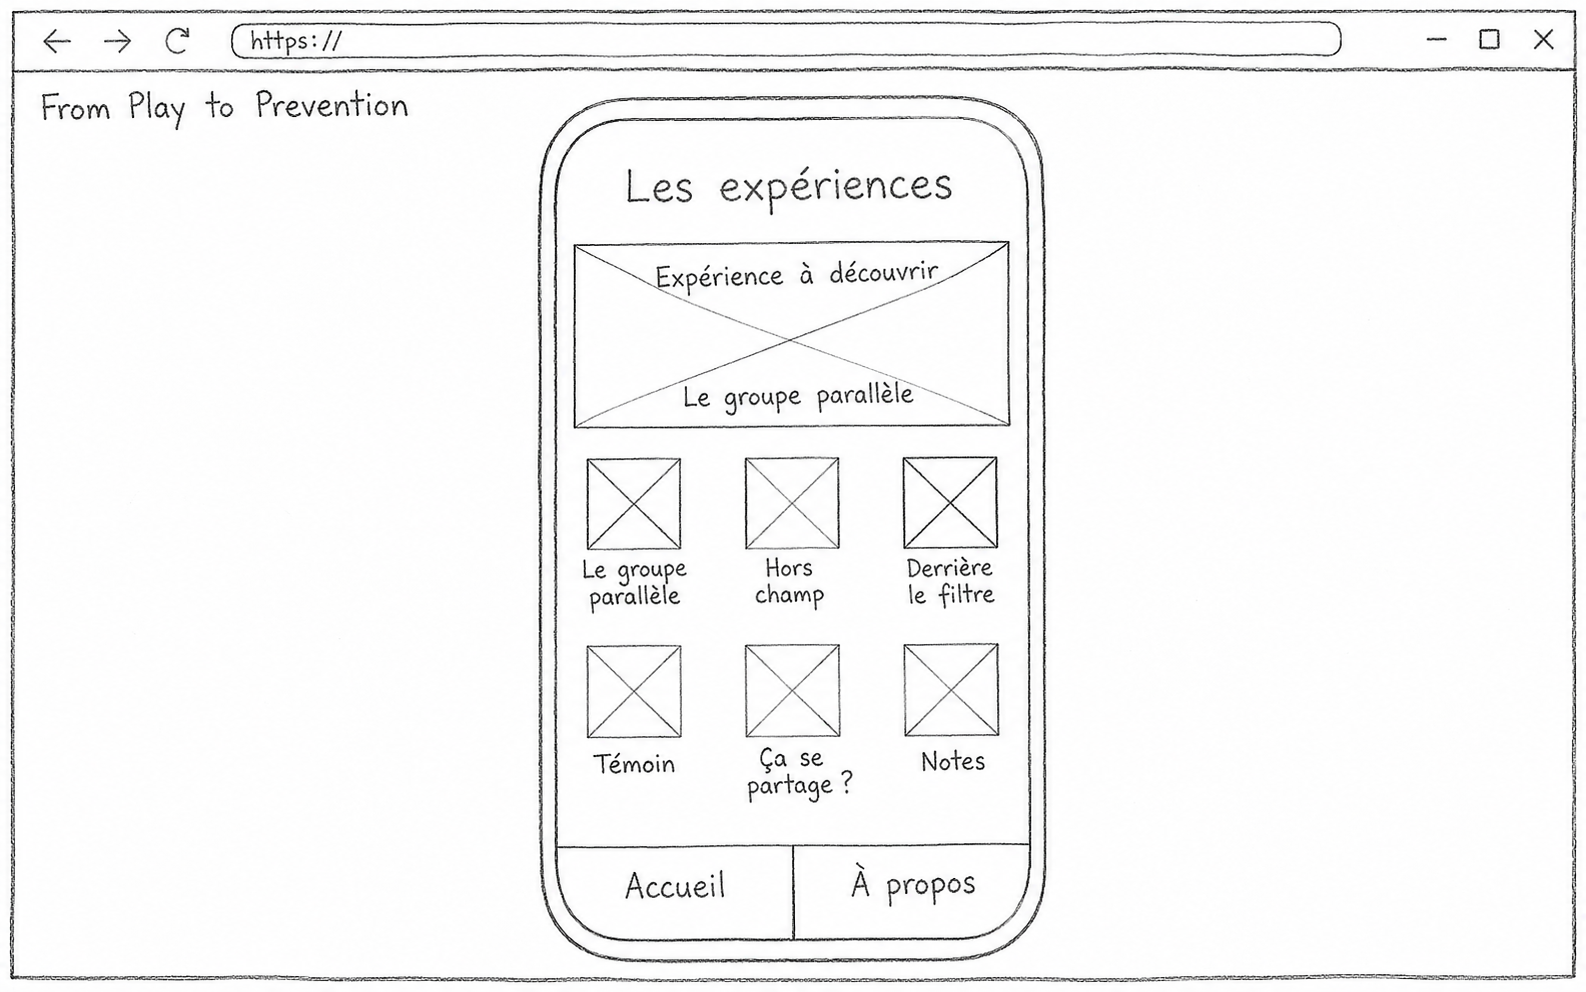 https://
From Play to Prevention
Les expériences
Expérience à découvrir
Le groupe parallèle
Le groupe
parallèle
Hors
champ
Derrière
le filtre
Témoin
Ça se
partage ?
Notes
Accueil
À propos